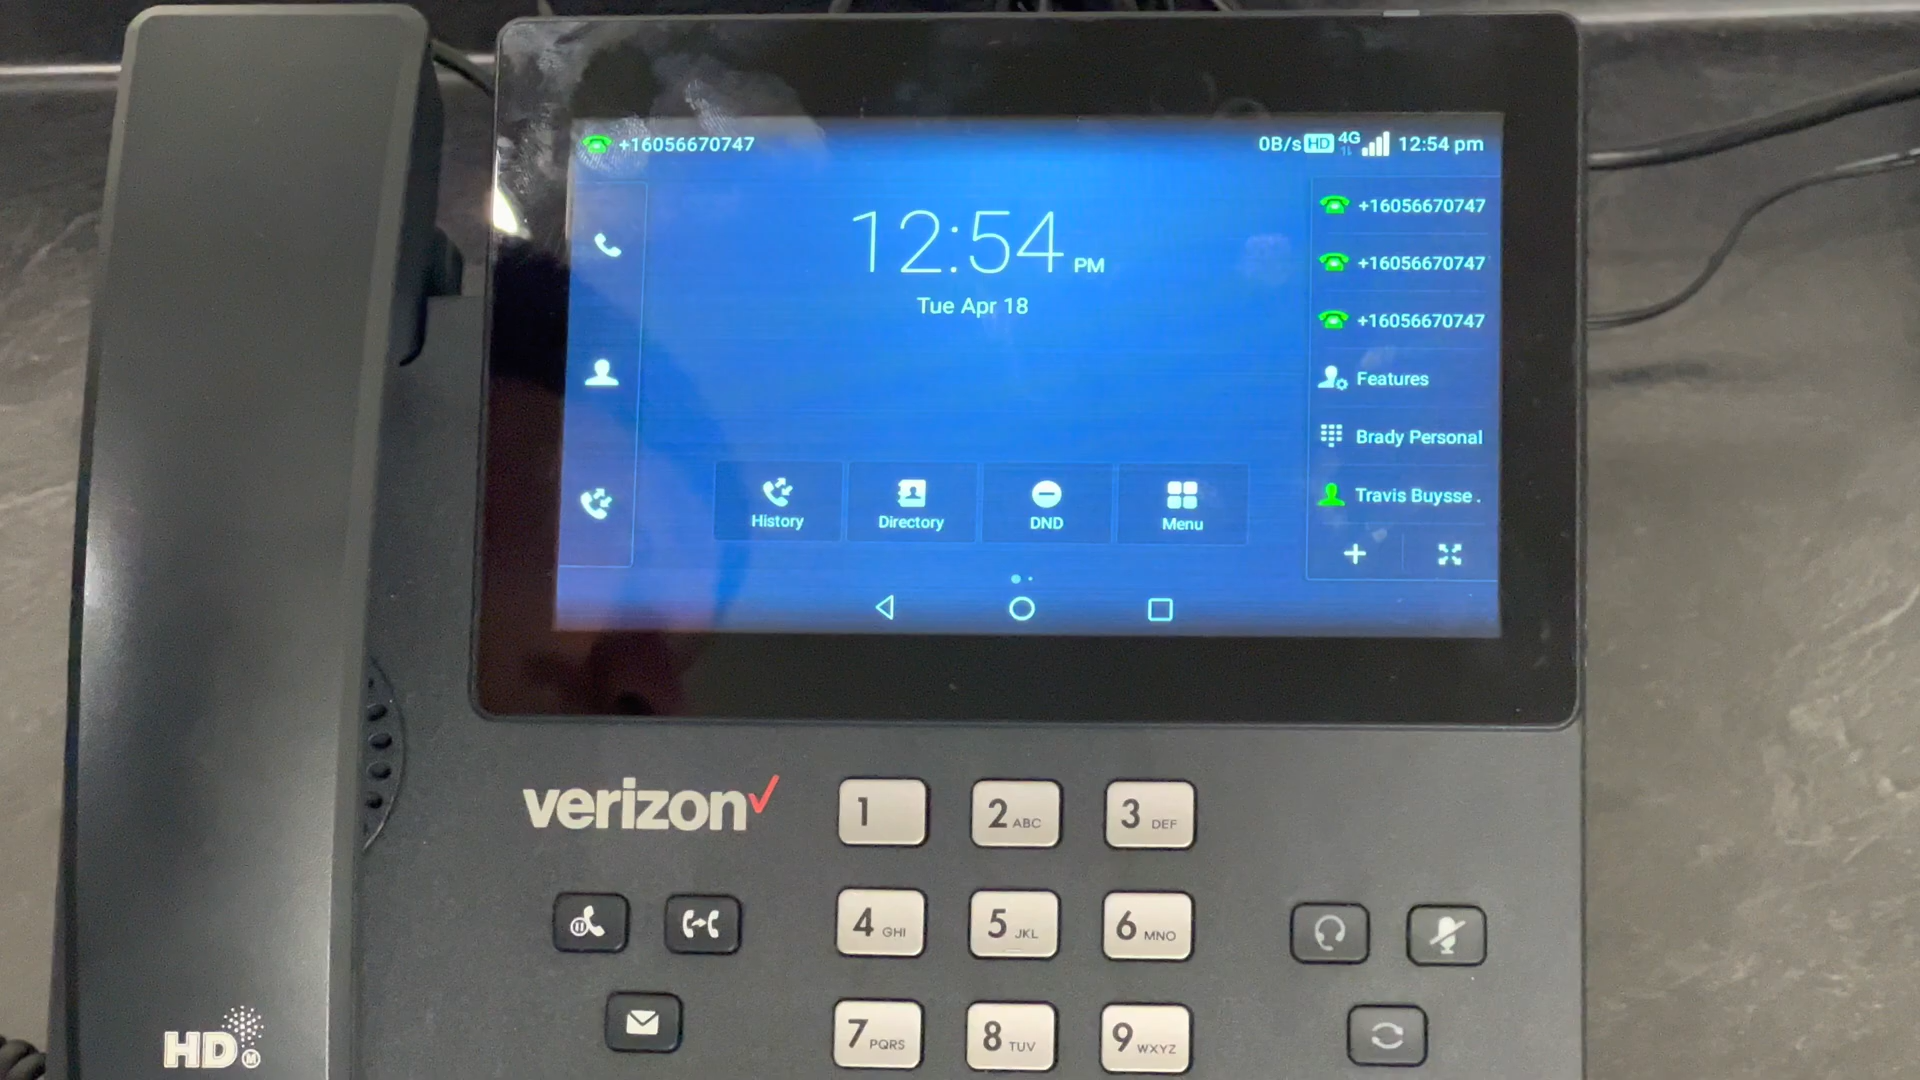 +16056670747
0B/s HD 4G 12:54 pm
12:54 PM
Tue Apr 18
+16056670747
+16056670747
+16056670747
Features
Brady Personal
Travis Buysse .
History
Directory
DND
Menu
verizon
1
2 ABC
3 DEF
4 GHI
5 JKL
6 MNO
7 PQRS
8 TUV
9 WXYZ
HD